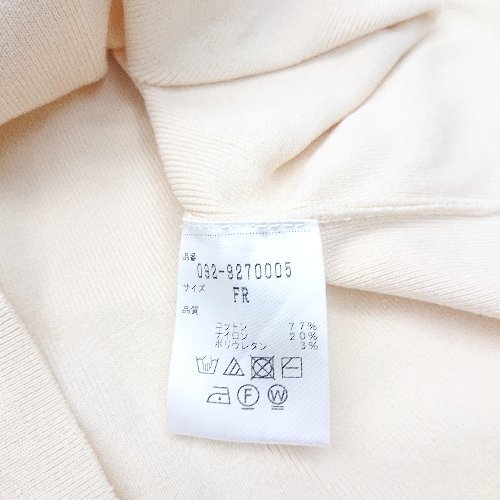 品番
092-9270005
サイズ
FR
品質
コットン 77%
ナイロン 20%
ポリウレタン 3%
F W